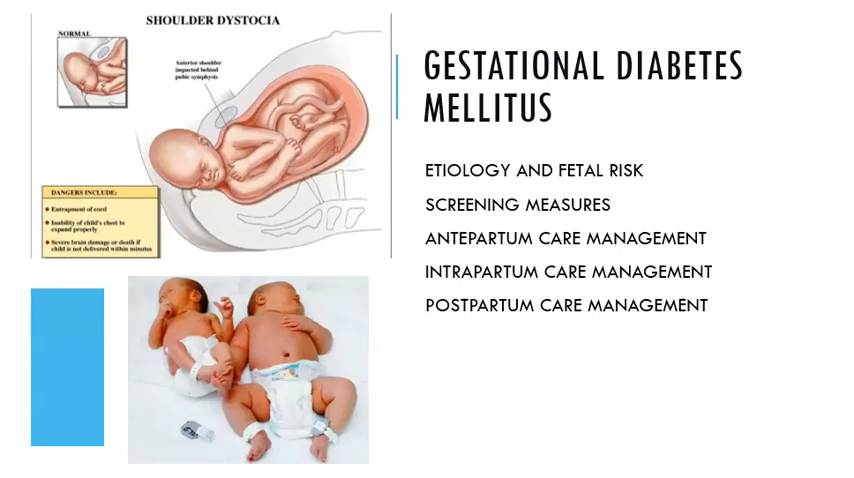 SHOULDER DYSTOCIA
NORMAL
Anterior shoulder
impacted behind
pubic symphysis
DANGERS INCLUDE:
• Entrapment of cord
• Inability of child's chest to
expand properly
• Severe brain damage or death if
child is not delivered within minutes
GESTATIONAL DIABETES
MELLITUS
ETIOLOGY AND FETAL RISK
SCREENING MEASURES
ANTEPARTUM CARE MANAGEMENT
INTRAPARTUM CARE MANAGEMENT
POSTPARTUM CARE MANAGEMENT